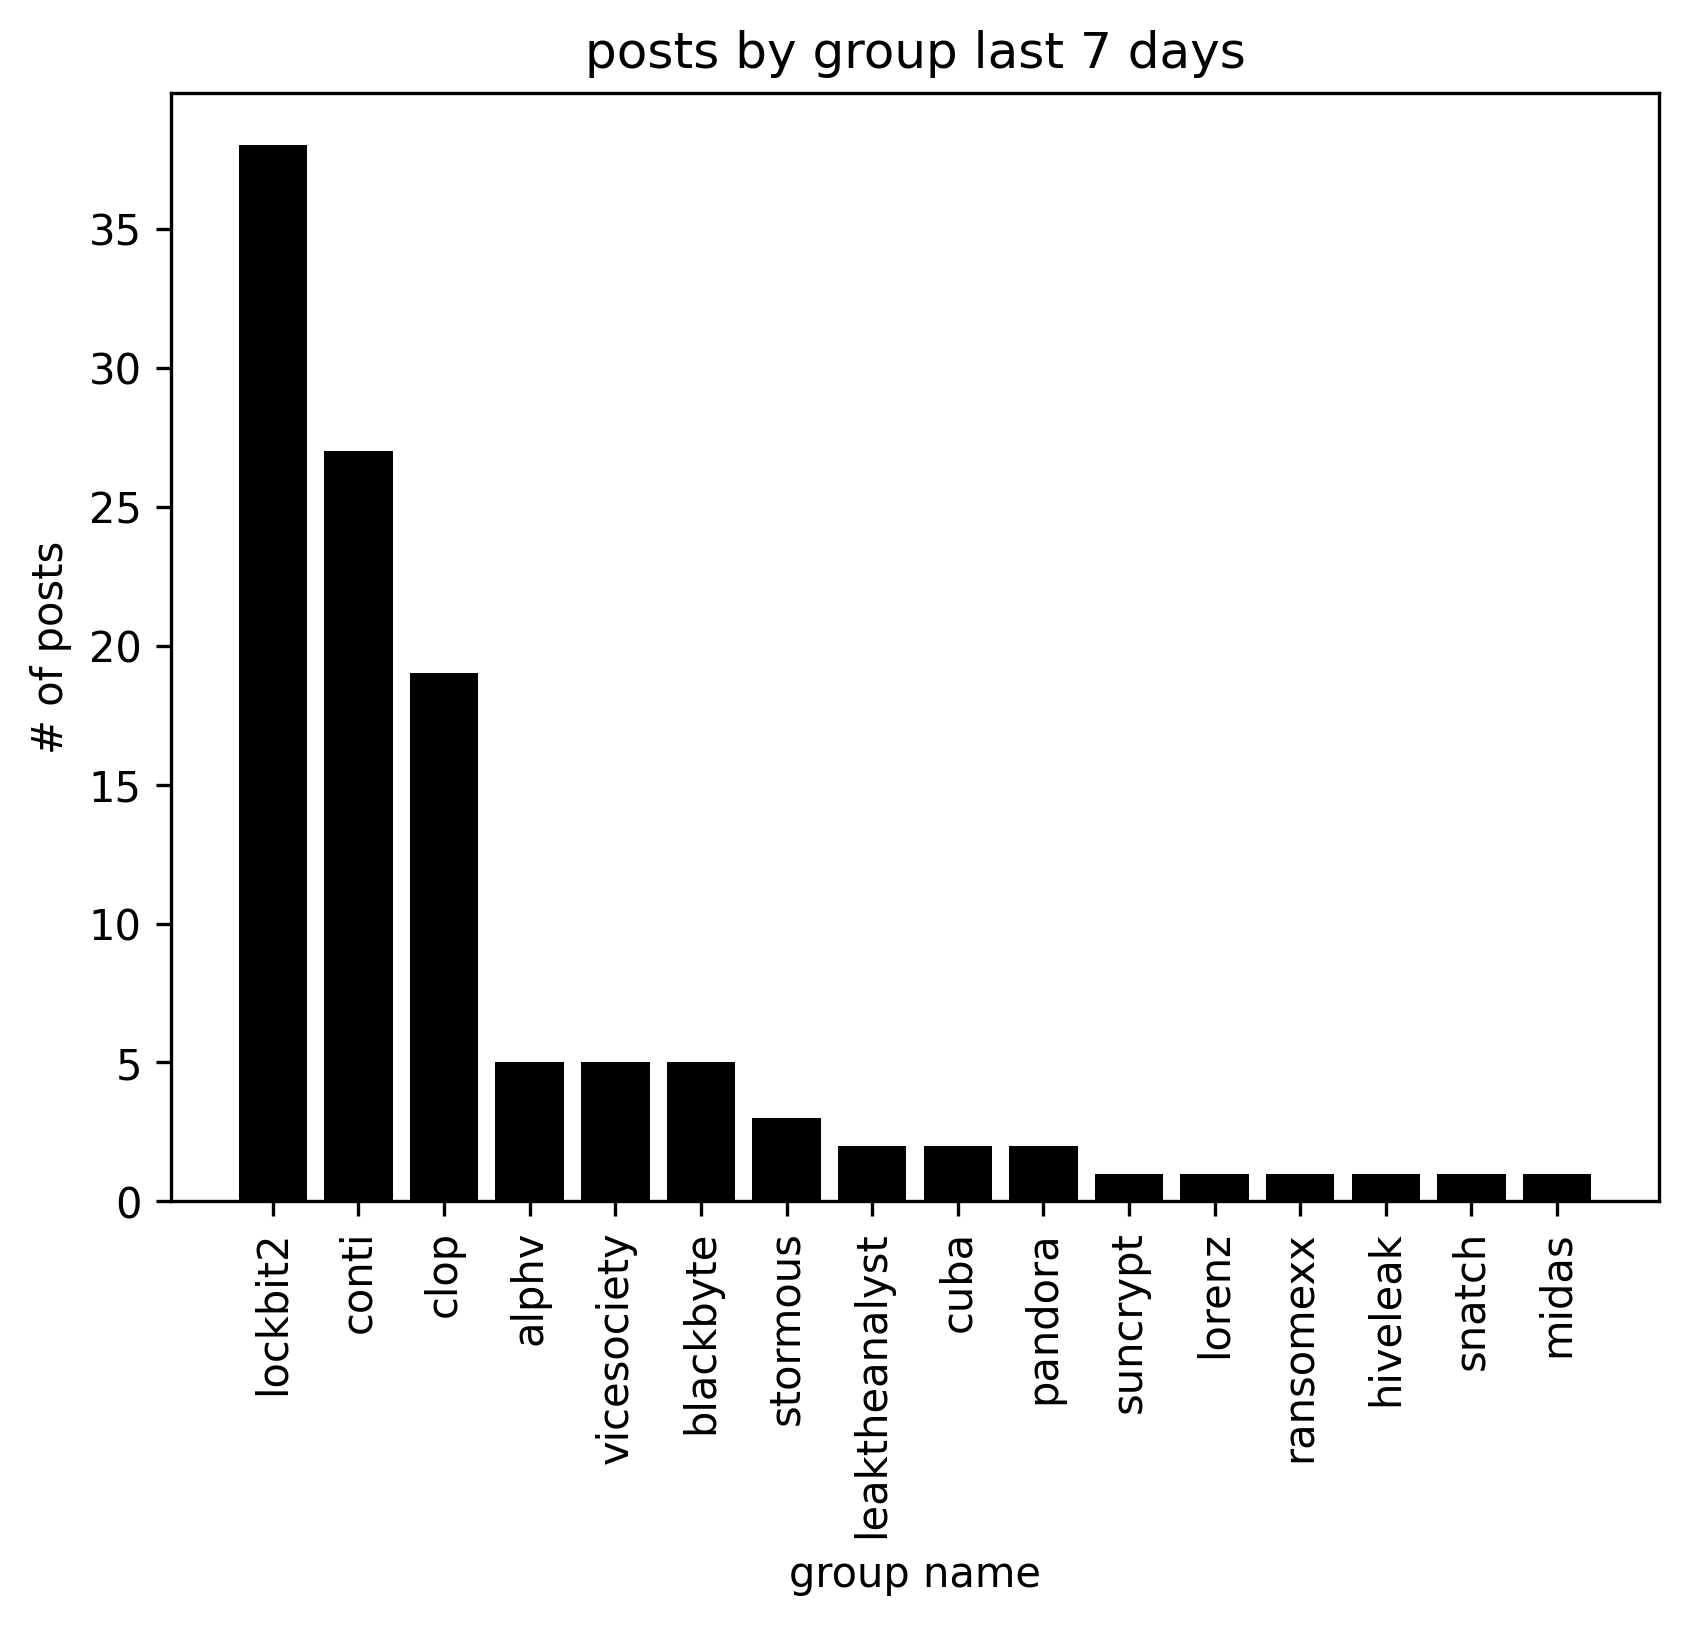 posts by group last 7 days
# of posts
35
30
25
20
15
10
5
0
lockbit2
conti
clop
alphv
vicesociety
blackbyte
stormous
leaktheanalyst
cuba
pandora
suncrypt
lorenz
ransomexx
hiveleak
snatch
midas
group name